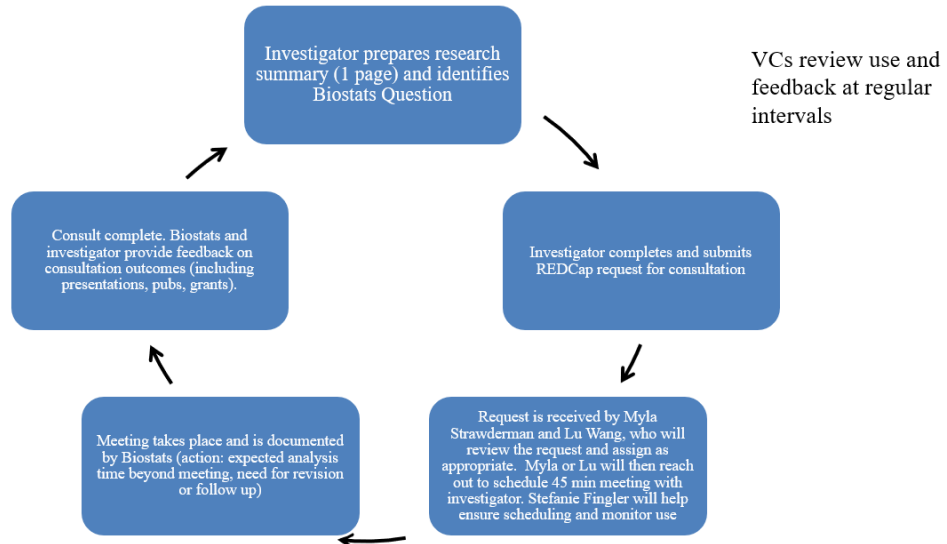 Investigator prepares research
summary (1 page) and identifies
Biostats Question
VCs review use and
feedback at regular
intervals
Investigator completes and submits
REDCap request for consultation
Request is received by Myla
Strawderman and Lu Wang, who will
review the request and assign as
appropriate.  Myla or Lu will then reach
out to schedule 45 min meeting with
investigator. Stefanie Fingler will help
ensure scheduling and monitor use
Meeting takes place and is documented
by Biostats (action: expected analysis
time beyond meeting, need for revision
or follow up)
Consult complete. Biostats and
investigator provide feedback on
consultation outcomes (including
presentations, pubs, grants).